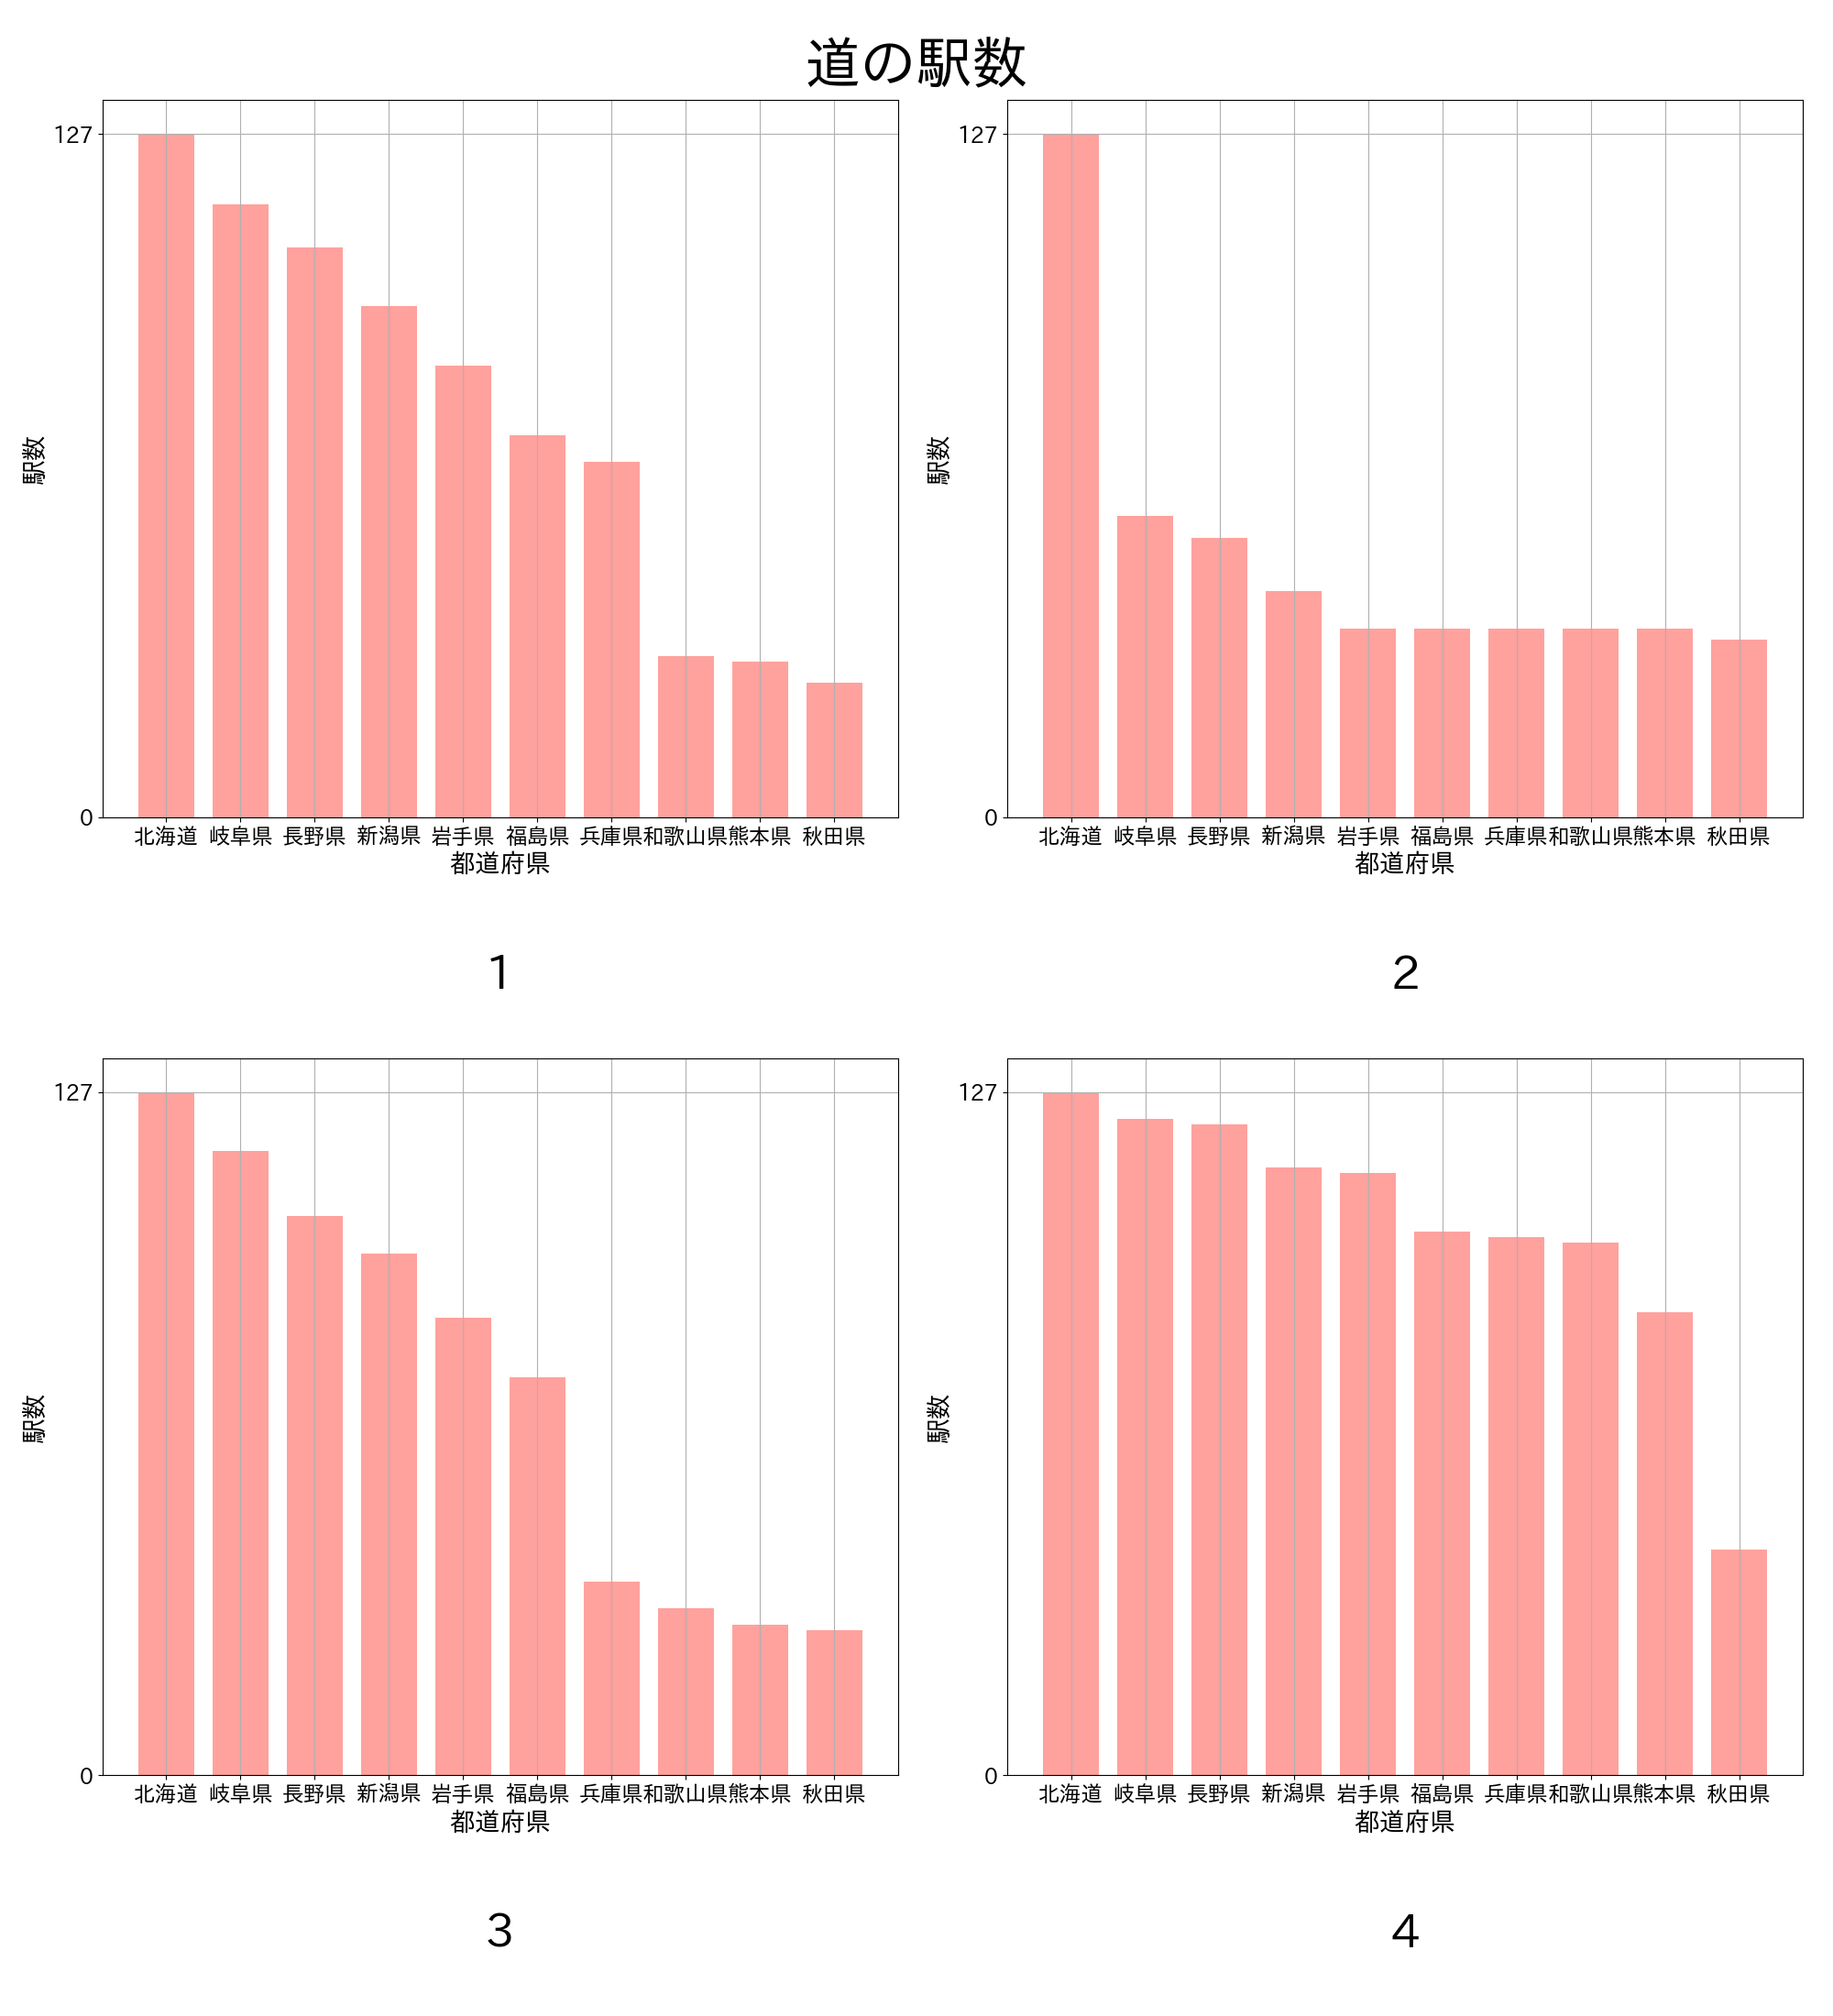 道の駅数
127
0
駅数
北海道 岐阜県 長野県 新潟県 岩手県 福島県 兵庫県 和歌山県 熊本県 秋田県
都道府県
1
127
0
駅数
北海道 岐阜県 長野県 新潟県 岩手県 福島県 兵庫県 和歌山県 熊本県 秋田県
都道府県
2
127
0
駅数
北海道 岐阜県 長野県 新潟県 岩手県 福島県 兵庫県 和歌山県 熊本県 秋田県
都道府県
3
127
0
駅数
北海道 岐阜県 長野県 新潟県 岩手県 福島県 兵庫県 和歌山県 熊本県 秋田県
都道府県
4